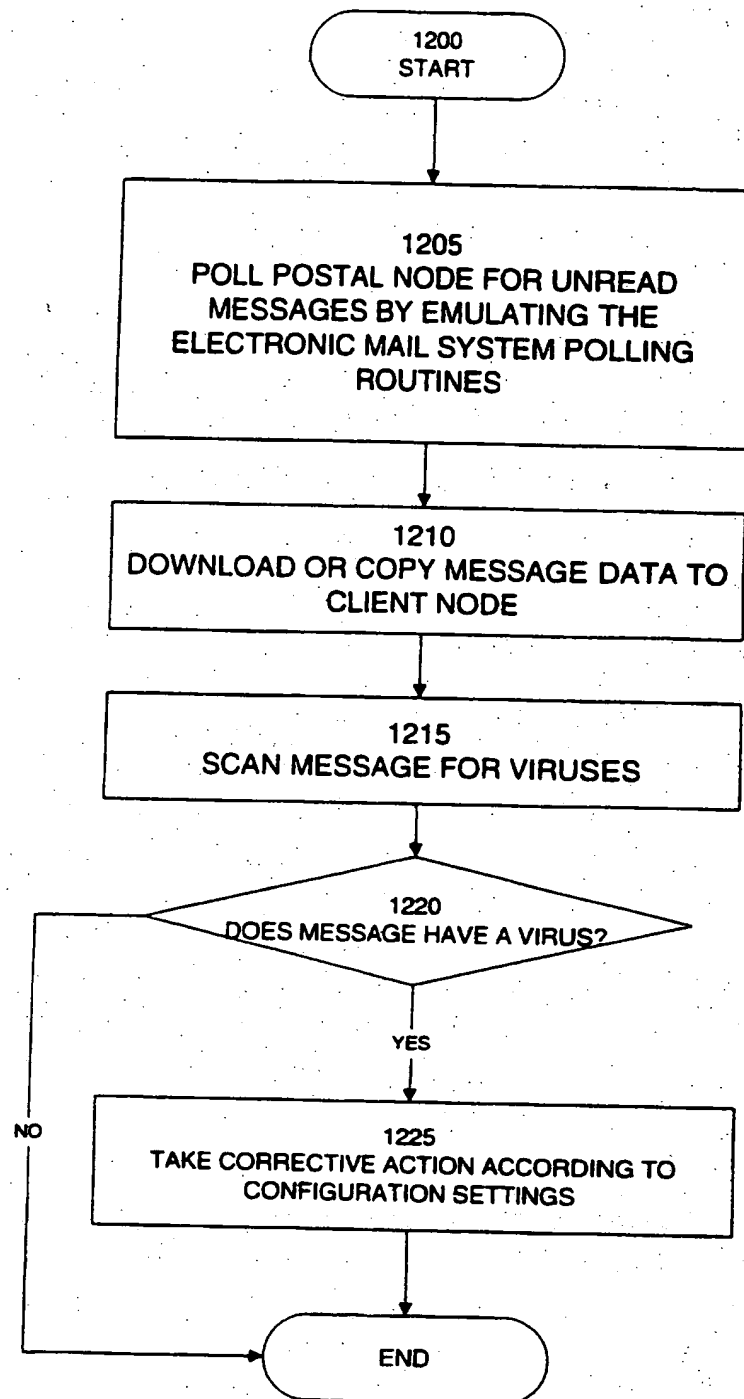 1200
START
1205
POLL POSTAL NODE FOR UNREAD
MESSAGES BY EMULATING THE
ELECTRONIC MAIL SYSTEM POLLING
ROUTINES
1210
DOWNLOAD OR COPY MESSAGE DATA TO
CLIENT NODE
1215
SCAN MESSAGE FOR VIRUSES
1220
DOES MESSAGE HAVE A VIRUS?
YES
NO
1225
TAKE CORRECTIVE ACTION ACCORDING TO
CONFIGURATION SETTINGS
END